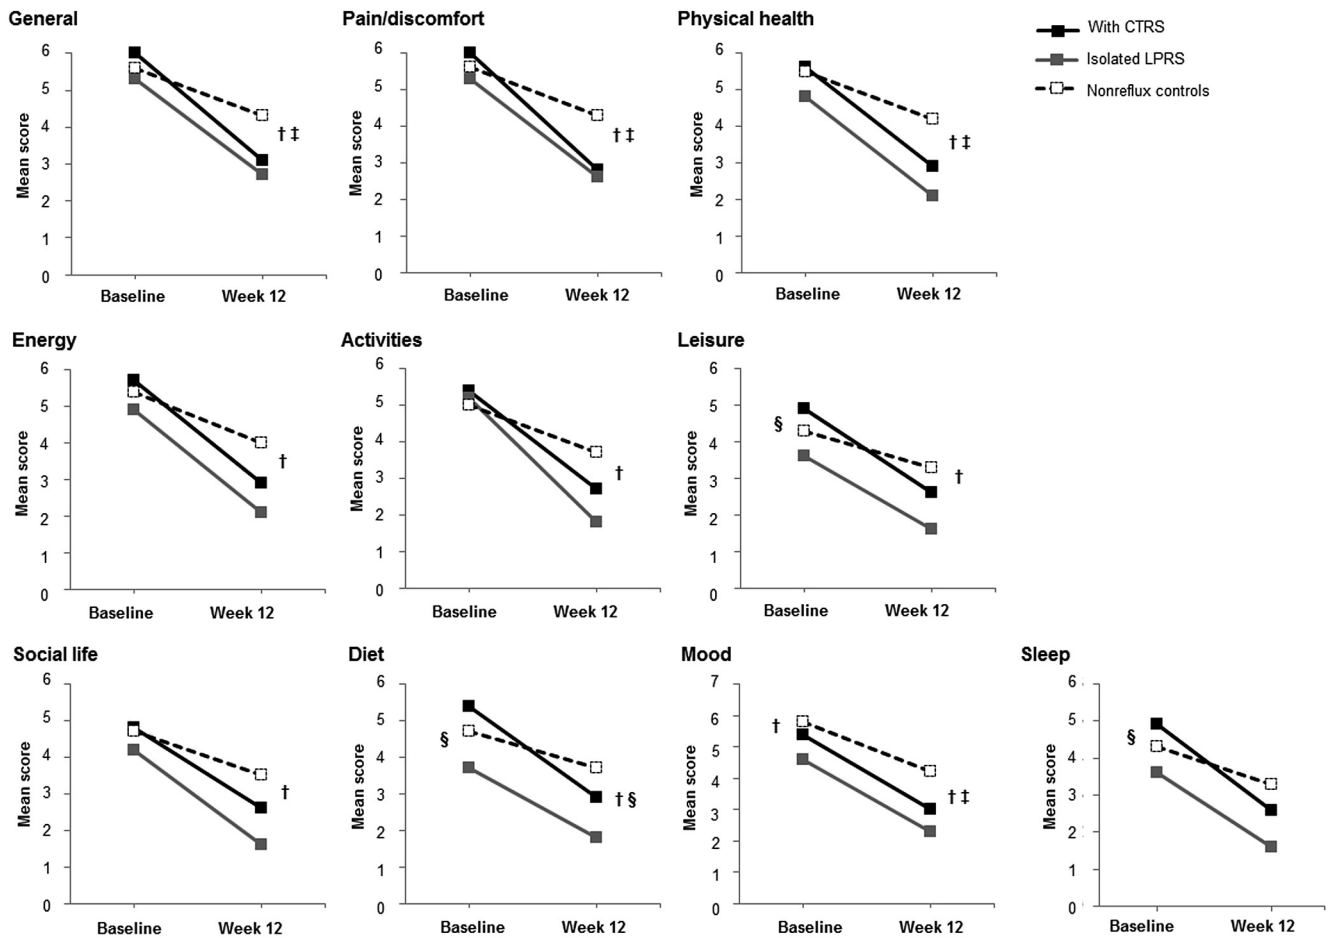 General
6
5
4
3
2
1
0
Mean score
† ‡
Baseline Week 12
Pain/discomfort
6
5
4
3
2
1
0
Mean score
† ‡
Baseline Week 12
Physical health
6
5
4
3
2
1
0
Mean score
† ‡
Baseline Week 12
With CTRS
Isolated LPRS
Nonreflux controls
Energy
6
5
4
3
2
1
0
Mean score
†
Baseline Week 12
Activities
6
5
4
3
2
1
0
Mean score
†
Baseline Week 12
Leisure
6
5
4
3
2
1
0
Mean score
§
†
Baseline Week 12
Social life
6
5
4
3
2
1
0
Mean score
†
Baseline Week 12
Diet
6
5
4
3
2
1
0
Mean score
§
† §
Baseline Week 12
Mood
7
6
5
4
3
2
1
0
Mean score
†
† ‡
Baseline Week 12
Sleep
6
5
4
3
2
1
0
Mean score
§
Baseline Week 12